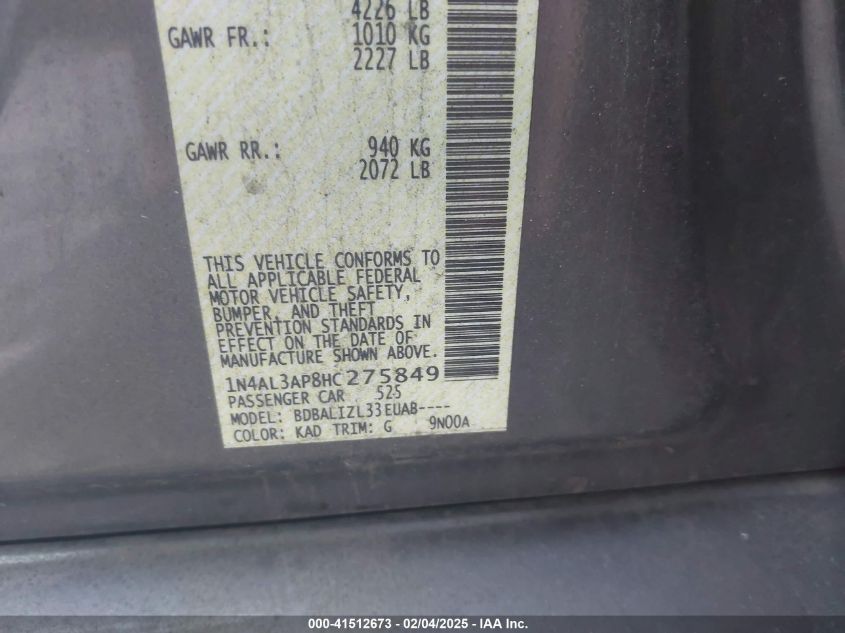 4226 LB
GAWR FR.: 1010 KG
2227 LB
GAWR RR.: 940 KG
2072 LB
THIS VEHICLE CONFORMS TO
ALL APPLICABLE FEDERAL
MOTOR VEHICLE SAFETY,
BUMPER, AND THEFT
PREVENTION STANDARDS IN
EFFECT ON THE DATE OF
MANUFACTURE SHOWN ABOVE.
1N4AL3AP8HC275849
PASSENGER CAR 525
MODEL: BDBALIZL33EUAB----
COLOR: KAD TRIM: G 9N00A
000-41512673 - 02/04/2025 - IAA Inc.